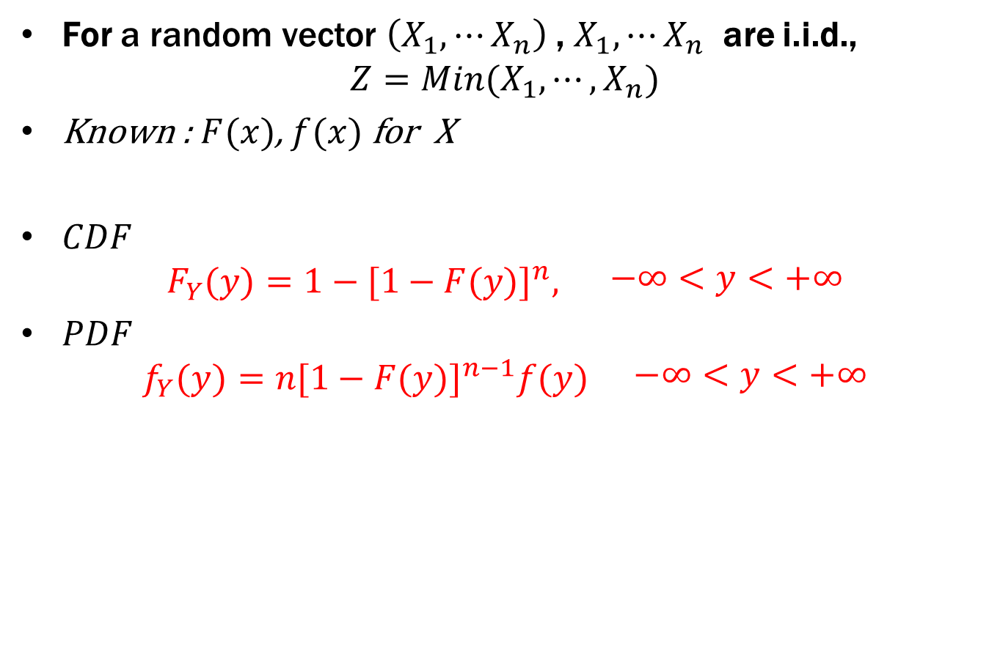 • For a random vector (X₁, ⋯ Xₙ) , X₁, ⋯ Xₙ are i.i.d.,
Z = Min(X₁, ⋯ , Xₙ)
• Known : F(x), f(x) for X
• CDF
F_Y(y) = 1 − [1 − F(y)]ⁿ, −∞ < y < +∞
• PDF
f_Y(y) = n[1 − F(y)]ⁿ⁻¹f(y) −∞ < y < +∞